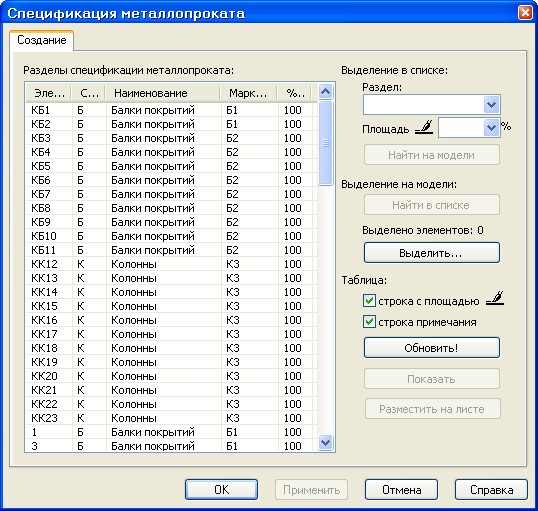 Спецификация металлопроката
Создание
Разделы спецификации металлопроката:
Эле... С... Наименование Марк... %..
КБ1 Б Балки покрытий Б1 100
КБ2 Б Балки покрытий Б1 100
КБ3 Б Балки покрытий Б2 100
КБ4 Б Балки покрытий Б2 100
КБ5 Б Балки покрытий Б2 100
КБ6 Б Балки покрытий Б2 100
КБ7 Б Балки покрытий Б2 100
КБ8 Б Балки покрытий Б2 100
КБ9 Б Балки покрытий Б2 100
КБ10 Б Балки покрытий Б2 100
КБ11 Б Балки покрытий Б2 100
КК12 К Колонны К3 100
КК13 К Колонны К3 100
КК14 К Колонны К3 100
КК15 К Колонны К3 100
КК16 К Колонны К3 100
КК17 К Колонны К3 100
КК18 К Колонны К3 100
КК19 К Колонны К3 100
КК20 К Колонны К3 100
КК21 К Колонны К3 100
КК22 К Колонны К3 100
КК23 К Колонны К3 100
1 Б Балки покрытий Б1 100
3 Б Балки покрытий Б1 100
Выделение в списке:
Раздел:
Площадь %
Найти на модели
Выделение на модели:
Найти в списке
Выделено элементов: 0
Выделить...
Таблица:
строка с площадью
строка примечания
Обновить!
Показать
Разместить на листе
OK Применить Отмена Справка